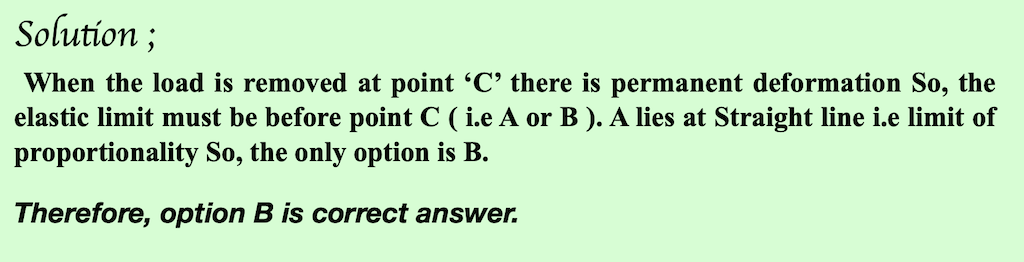 Solution ;
When the load is removed at point ‘C’ there is permanent deformation So, the
elastic limit must be before point C ( i.e A or B ). A lies at Straight line i.e limit of
proportionality So, the only option is B.
Therefore, option B is correct answer.